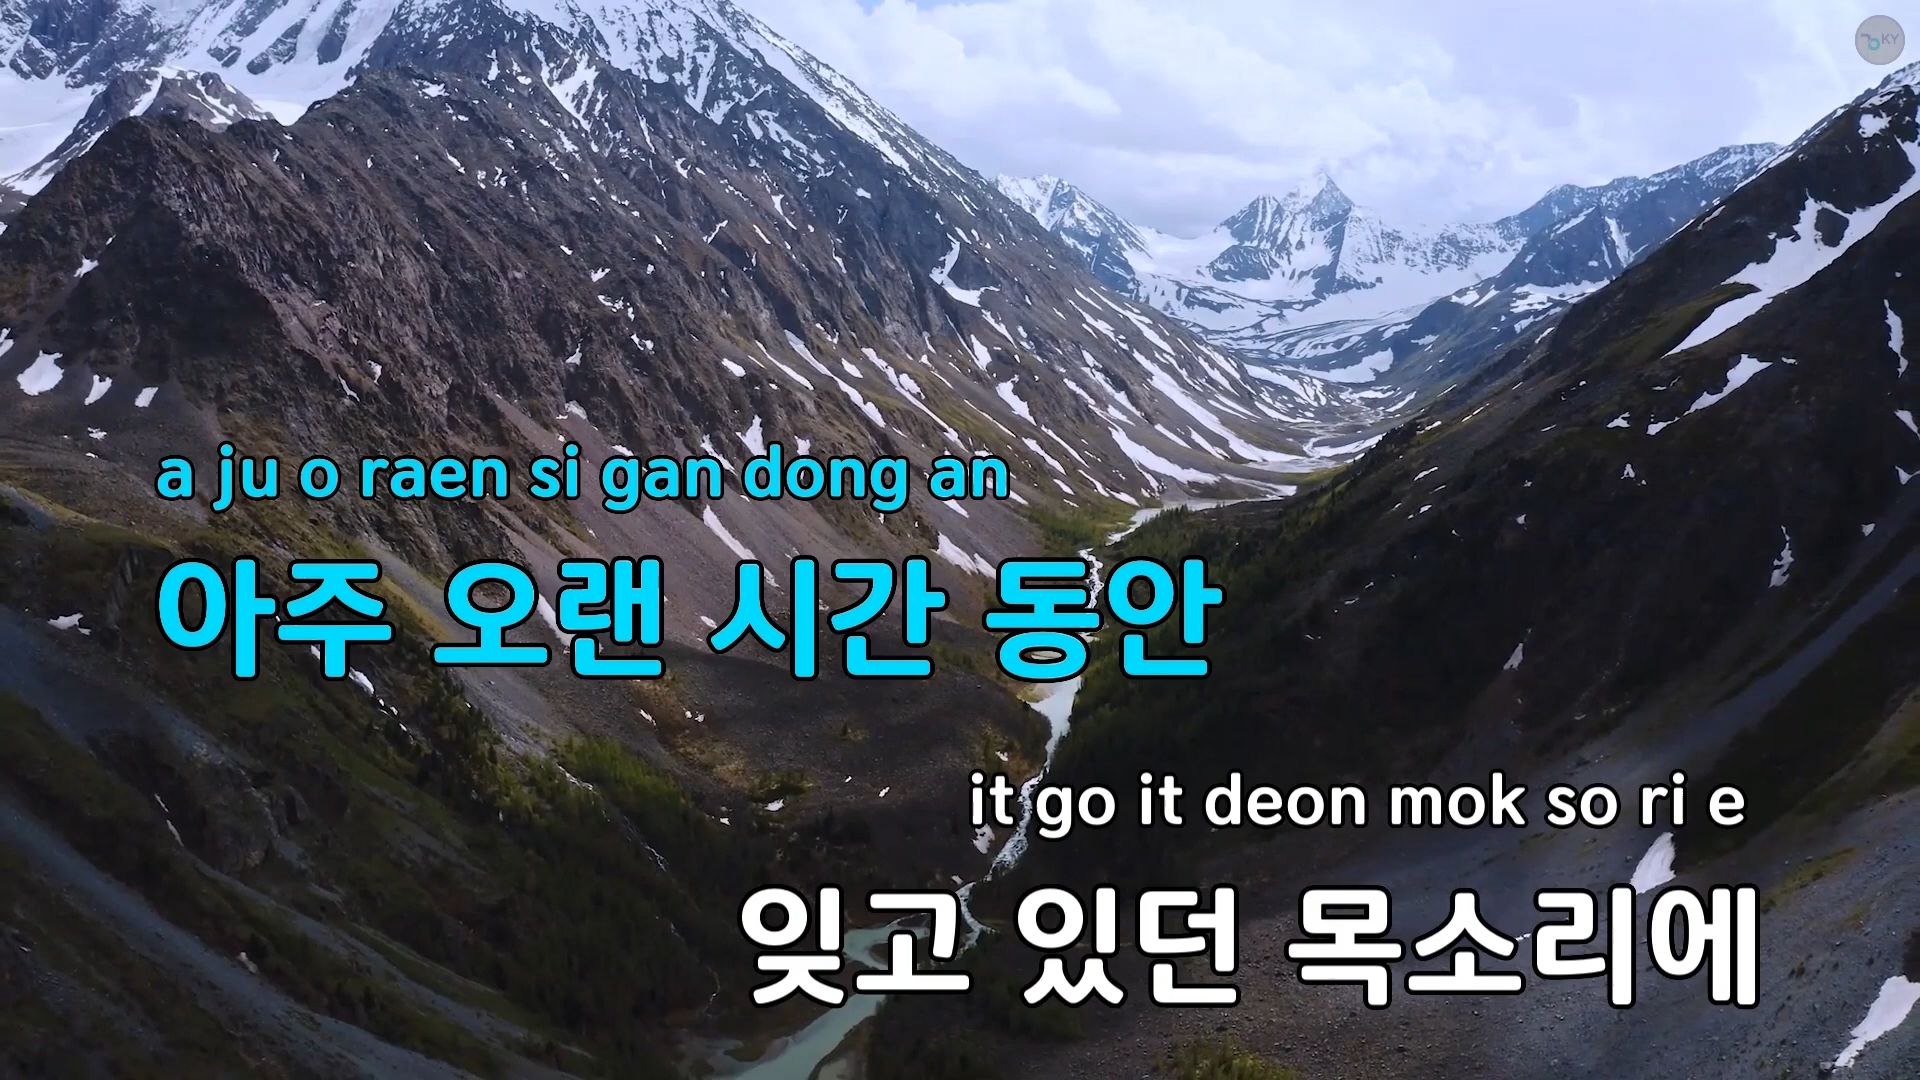 KY
a ju o raen si gan dong an
아주 오랜 시간 동안
it go it deon mok so ri e
잊고 있던 목소리에